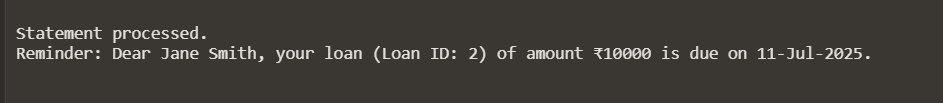 Statement processed.
Reminder: Dear Jane Smith, your loan (Loan ID: 2) of amount ₹10000 is due on 11-Jul-2025.